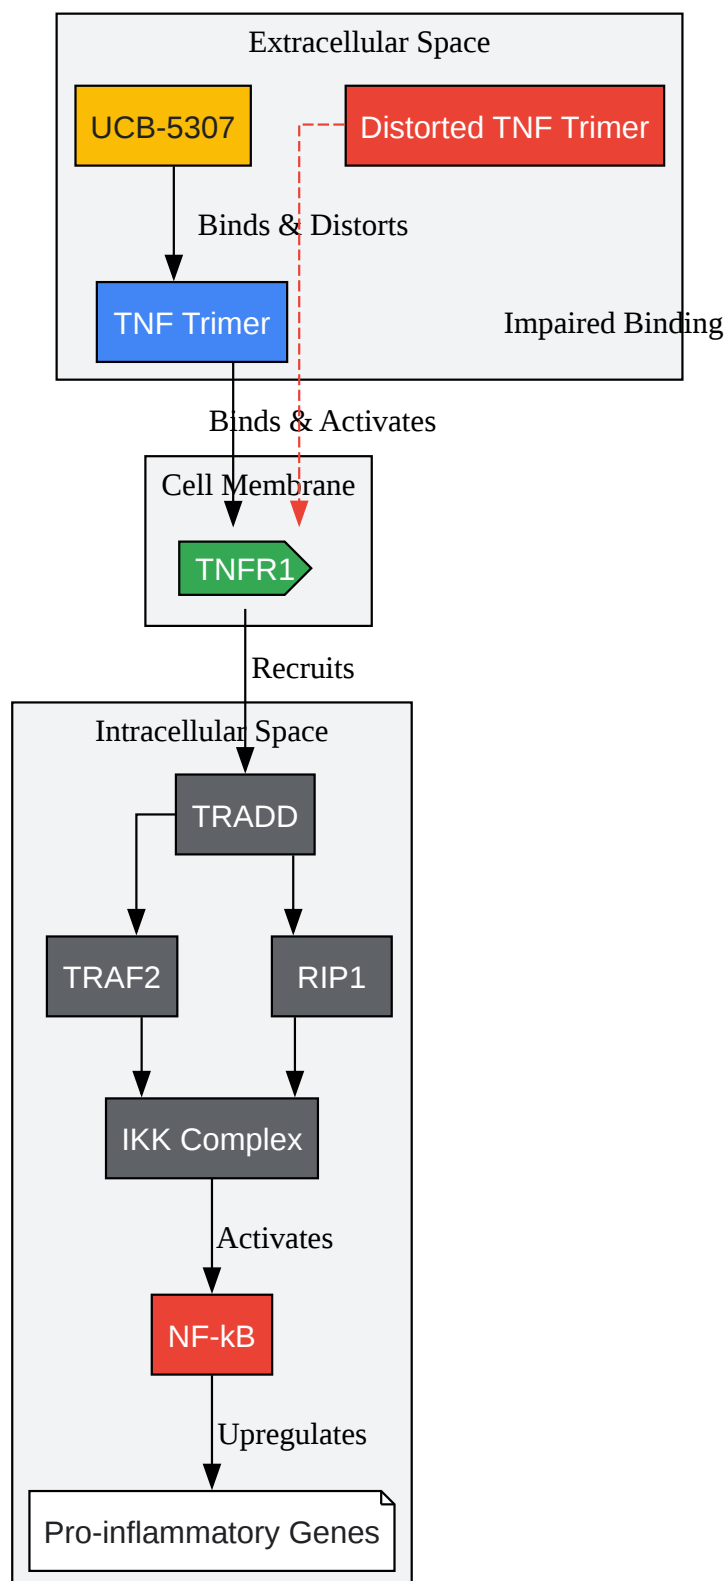 Extracellular Space
UCB-5307
Distorted TNF Trimer
Binds & Distorts
TNF Trimer
Impaired Binding
Binds & Activates
Cell Membrane
TNFR1
Recruits
Intracellular Space
TRADD
TRAF2
RIP1
IKK Complex
Activates
NF-kB
Upregulates
Pro-inflammatory Genes